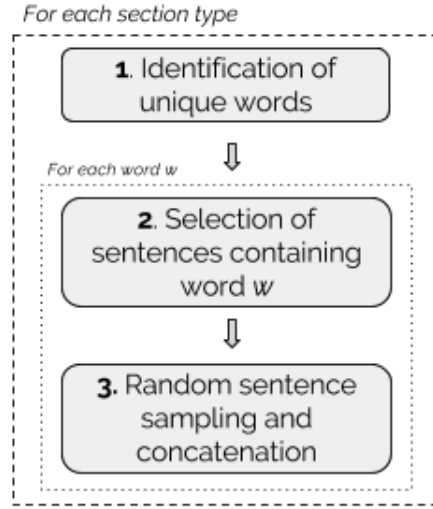 For each section type
1. Identification of
unique words
For each word w
2. Selection of
sentences containing
word w
3. Random sentence
sampling and
concatenation